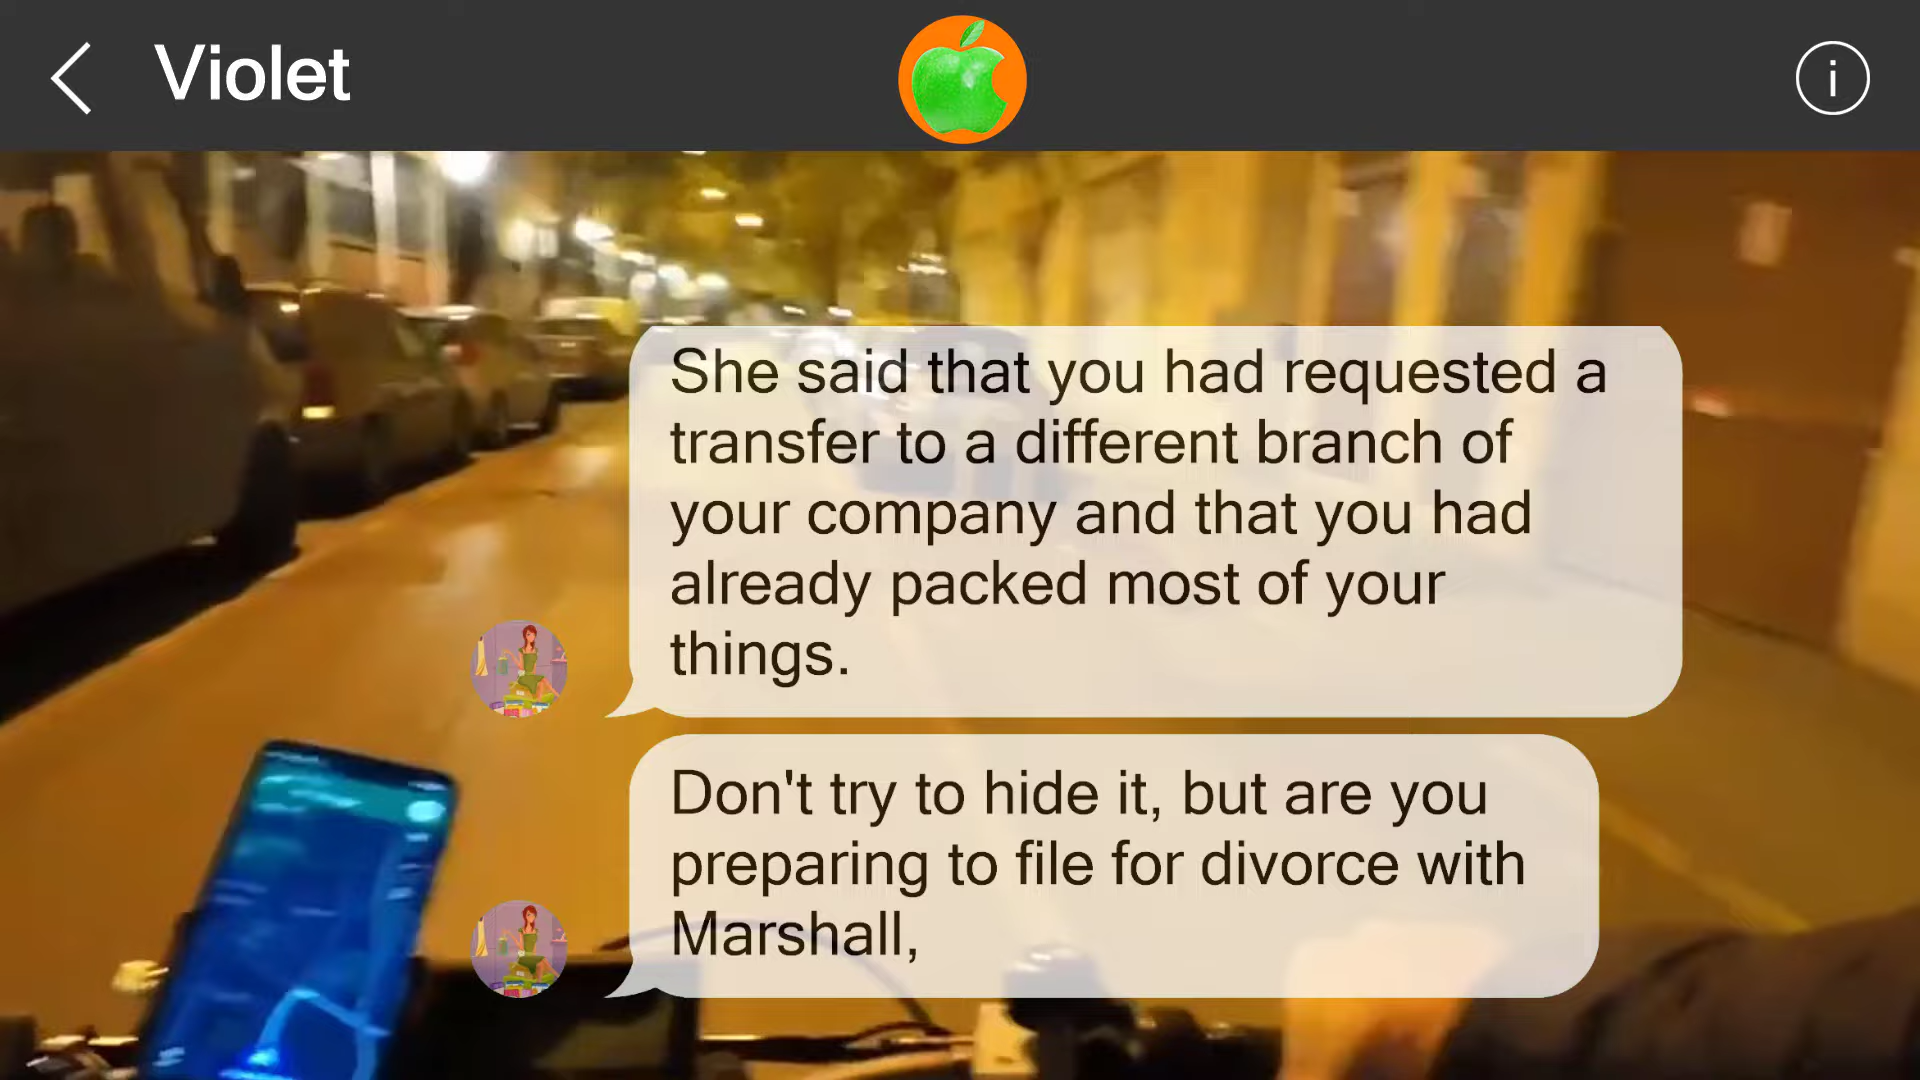 Violet
She said that you had requested a
transfer to a different branch of
your company and that you had
already packed most of your
things.
Don't try to hide it, but are you
preparing to file for divorce with
Marshall,